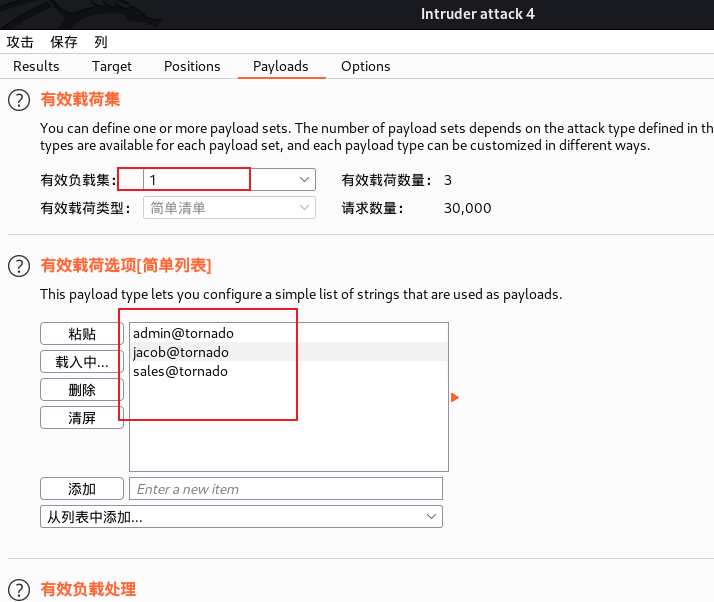 Intruder attack 4
攻击 保存 列
Results Target Positions Payloads Options
? 有效载荷集
You can define one or more payload sets. The number of payload sets depends on the attack type defined in th
types are available for each payload set, and each payload type can be customized in different ways.
有效负载集: 1 有效载荷数量: 3
有效载荷类型: 简单清单 请求数量: 30,000
? 有效载荷选项[简单列表]
This payload type lets you configure a simple list of strings that are used as payloads.
粘贴 admin@tornado
载入中... jacob@tornado
删除 sales@tornado
清屏
添加 Enter a new item
从列表中添加...
? 有效负载处理